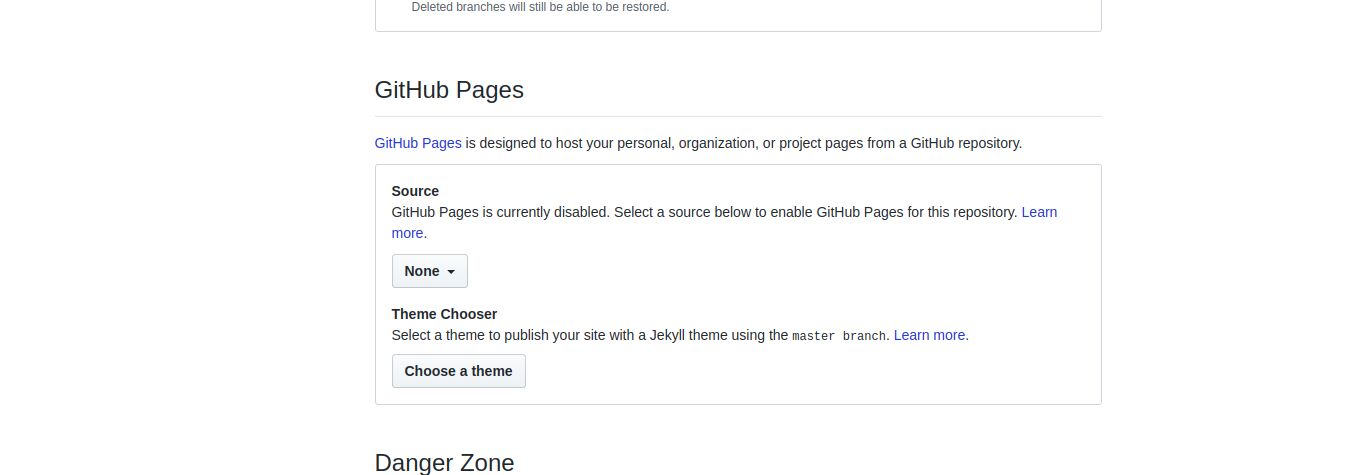 Deleted branches will still be able to be restored.
GitHub Pages
GitHub Pages is designed to host your personal, organization, or project pages from a GitHub repository.
Source
GitHub Pages is currently disabled. Select a source below to enable GitHub Pages for this repository. Learn
more.
None
Theme Chooser
Select a theme to publish your site with a Jekyll theme using the master branch. Learn more.
Choose a theme
Danger Zone